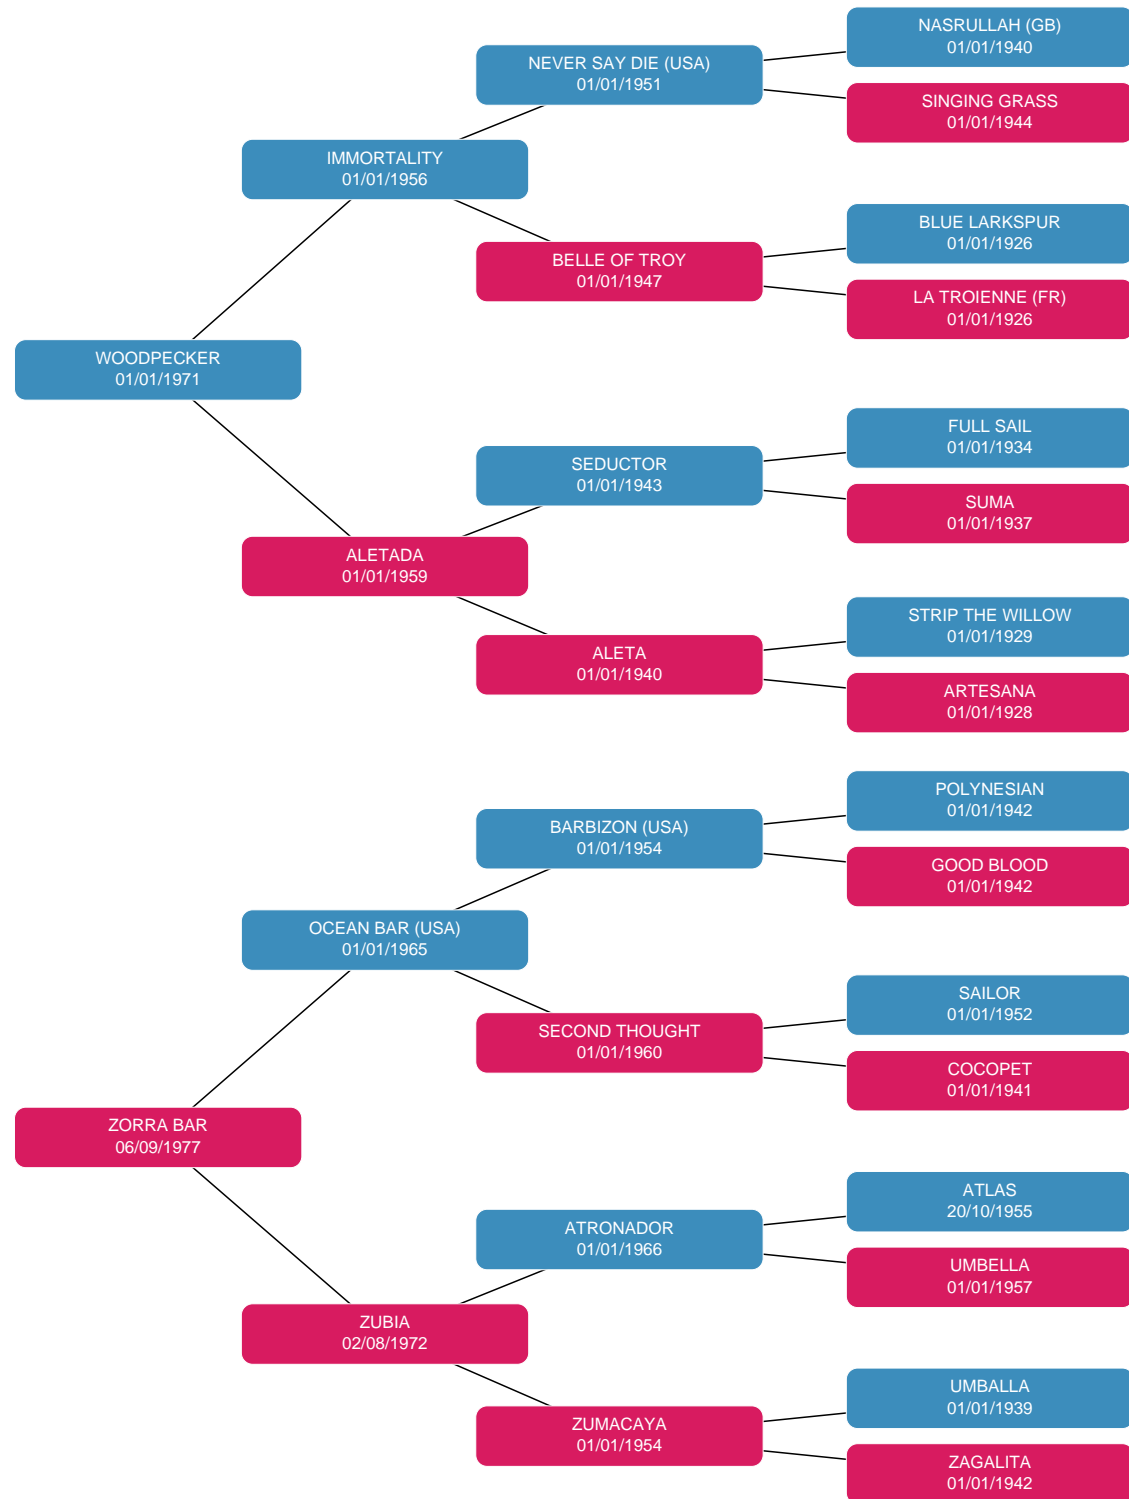 NASRULLAH (GB)
01/01/1940
NEVER SAY DIE (USA)
01/01/1951
SINGING GRASS
01/01/1944
IMMORTALITY
01/01/1956
BLUE LARKSPUR
01/01/1926
BELLE OF TROY
01/01/1947
LA TROIENNE (FR)
01/01/1926
WOODPECKER
01/01/1971
FULL SAIL
01/01/1934
SEDUCTOR
01/01/1943
SUMA
01/01/1937
ALETADA
01/01/1959
STRIP THE WILLOW
01/01/1929
ALETA
01/01/1940
ARTESANA
01/01/1928
POLYNESIAN
01/01/1942
BARBIZON (USA)
01/01/1954
GOOD BLOOD
01/01/1942
OCEAN BAR (USA)
01/01/1965
SAILOR
01/01/1952
SECOND THOUGHT
01/01/1960
COCOPET
01/01/1941
ZORRA BAR
06/09/1977
ATLAS
20/10/1955
ATRONADOR
01/01/1966
UMBELLA
01/01/1957
ZUBIA
02/08/1972
UMBALLA
01/01/1939
ZUMACAYA
01/01/1954
ZAGALITA
01/01/1942